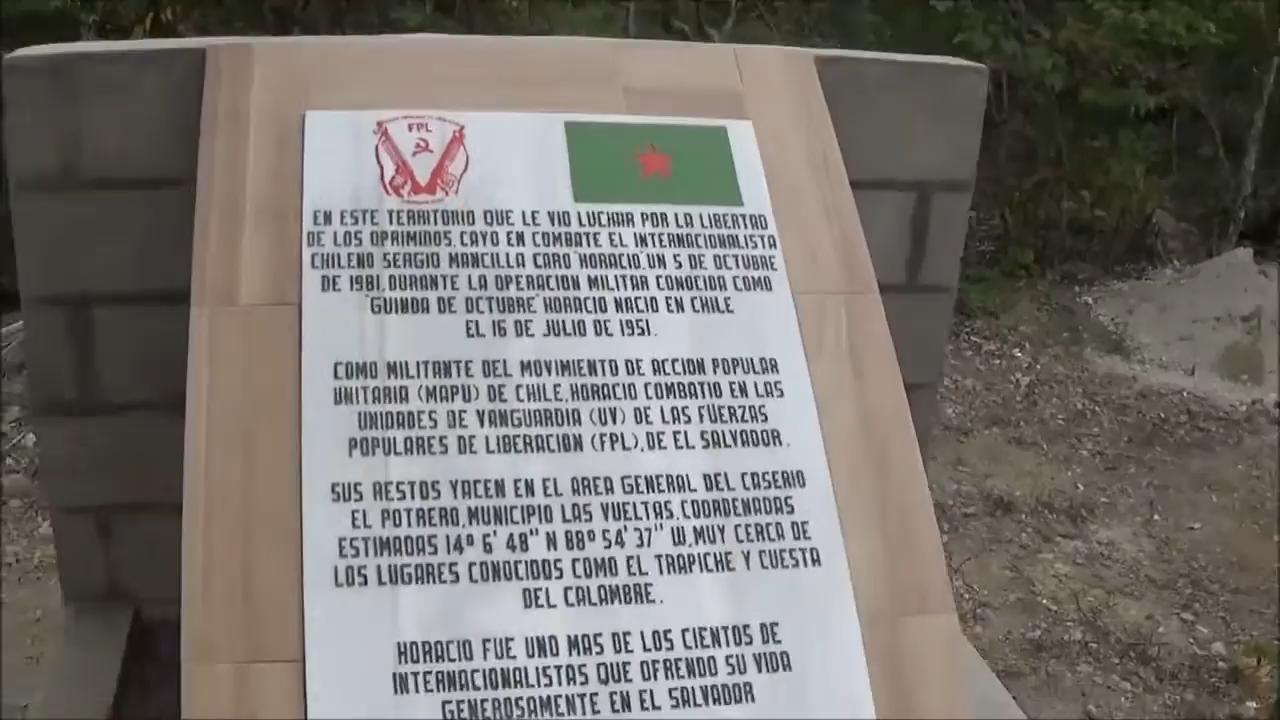 FPL
EN ESTE TERRITORIO QUE LE VIO LUCHAR POR LA LIBERTAD
DE LOS OPRIMIDOS, CAYO EN COMBATE EL INTERNACIONALISTA
CHILENO SERGIO MANCILLA CARO "HORACIO", UN 5 DE OCTUBRE
DE 1981, DURANTE LA OPERACION MILITAR CONOCIDA COMO
"GUINDA DE OCTUBRE" HORACIO NACIO EN CHILE
EL 16 DE JULIO DE 1951.
COMO MILITANTE DEL MOVIMIENTO DE ACCION POPULAR
UNITARIA (MAPU) DE CHILE, HORACIO COMBATIO EN LAS
UNIDADES DE VANGUARDIA (UV) DE LAS FUERZAS
POPULARES DE LIBERACION (FPL), DE EL SALVADOR.
SUS RESTOS YACEN EN EL AREA GENERAL DEL CASERIO
EL POTRERO, MUNICIPIO LAS VUELTAS, COORDENADAS
ESTIMADAS 14º 6' 48" N 88º 54' 37" W, MUY CERCA DE
LOS LUGARES CONOCIDOS COMO EL TRAPICHE Y CUESTA
DEL CALAMBRE.
HORACIO FUE UNO MAS DE LOS CIENTOS DE
INTERNACIONALISTAS QUE OFRENDO SU VIDA
GENEROSAMENTE EN EL SALVADOR